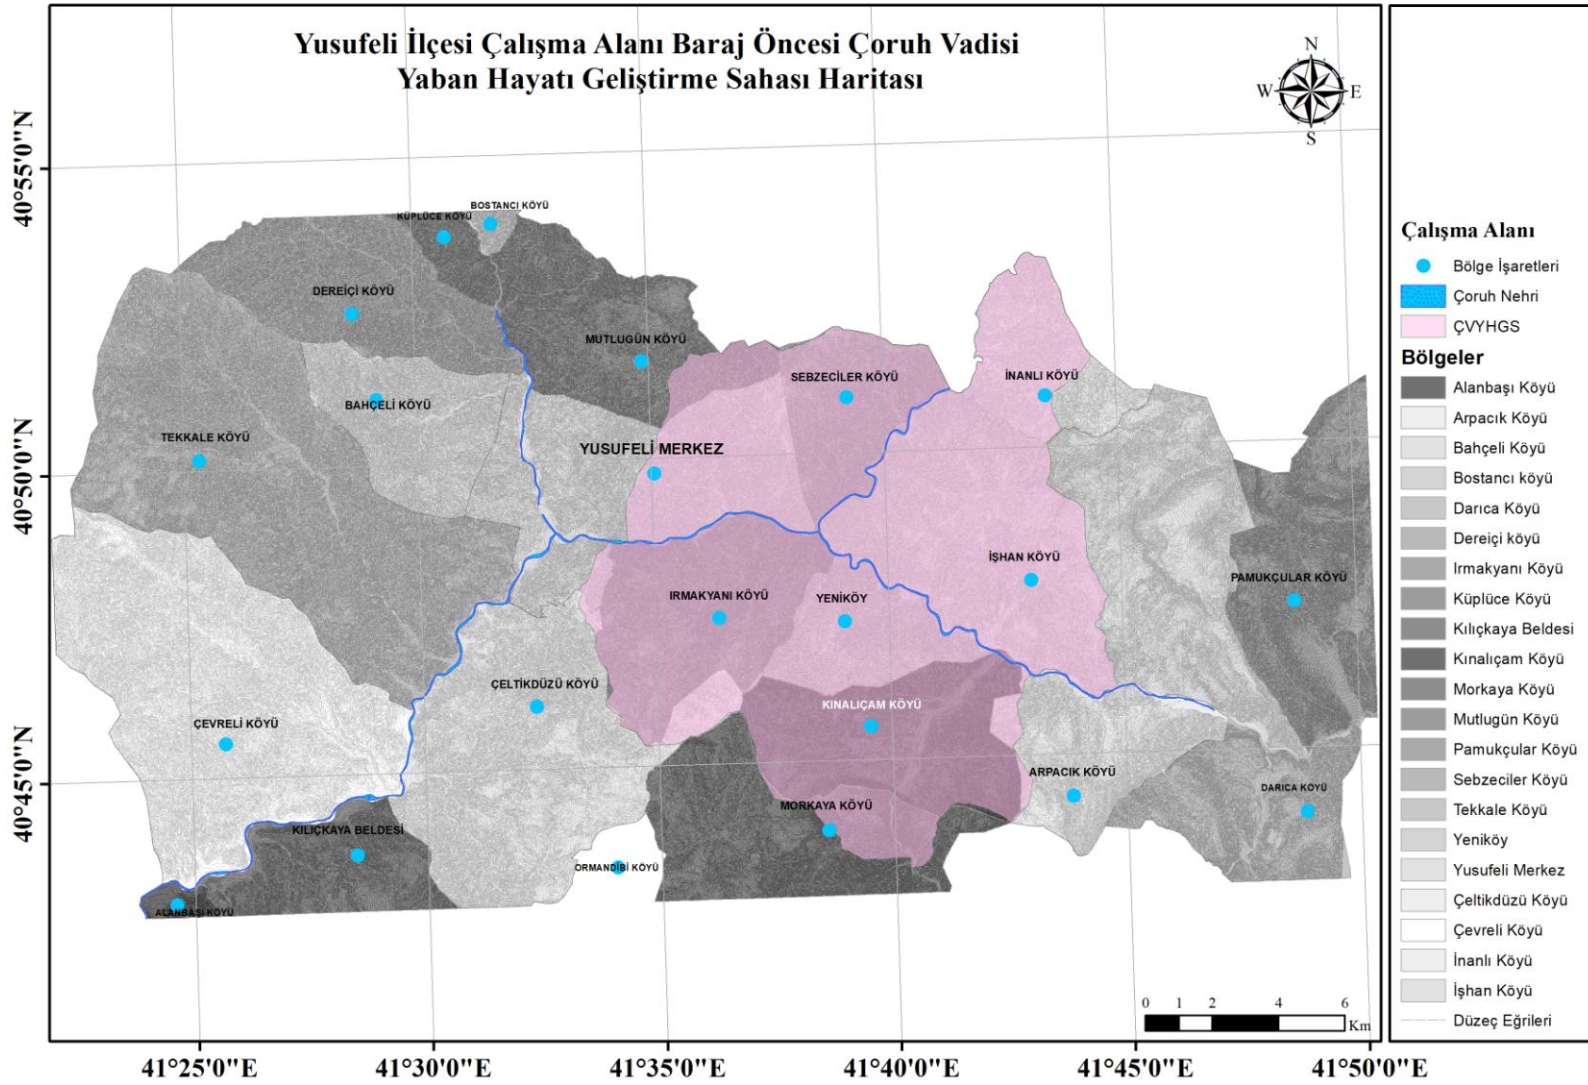 Yusufeli İlçesi Çalışma Alanı Baraj Öncesi Çoruh Vadisi
Yaban Hayatı Geliştirme Sahası Haritası
N
W
E
S
40°55'0"N
40°50'0"N
40°45'0"N
BOSTANCI KÖYÜ
KÜPLÜCE KÖYÜ
DEREİÇİ KÖYÜ
MUTLUGÜN KÖYÜ
SEBZECİLER KÖYÜ
İNANLI KÖYÜ
BAHÇELİ KÖYÜ
TEKKALE KÖYÜ
YUSUFELİ MERKEZ
İŞHAN KÖYÜ
PAMUKÇULAR KÖYÜ
IRMAKYANI KÖYÜ
YENİKÖY
ÇELTİKDÜZÜ KÖYÜ
KINALIÇAM KÖYÜ
ÇEVRELİ KÖYÜ
ARPACIK KÖYÜ
DARICA KÖYÜ
MORKAYA KÖYÜ
KILIÇKAYA BELDESİ
ORMANDİBİ KÖYÜ
ALANBAŞI KÖYÜ
0 1 2 4 6
Km
41°25'0"E 41°30'0"E 41°35'0"E 41°40'0"E 41°45'0"E 41°50'0"E
Çalışma Alanı
Bölge İşaretleri
Çoruh Nehri
ÇVYHGS
Bölgeler
Alanbaşı Köyü
Arpacık Köyü
Bahçeli Köyü
Bostancı köyü
Darıca Köyü
Dereiçi köyü
Irmakyanı Köyü
Küplüce Köyü
Kılıçkaya Beldesi
Kınalıçam Köyü
Morkaya Köyü
Mutlugün Köyü
Pamukçular Köyü
Sebzeciler Köyü
Tekkale Köyü
Yeniköy
Yusufeli Merkez
Çeltikdüzü Köyü
Çevreli Köyü
İnanlı Köyü
İşhan Köyü
Düzeç Eğrileri